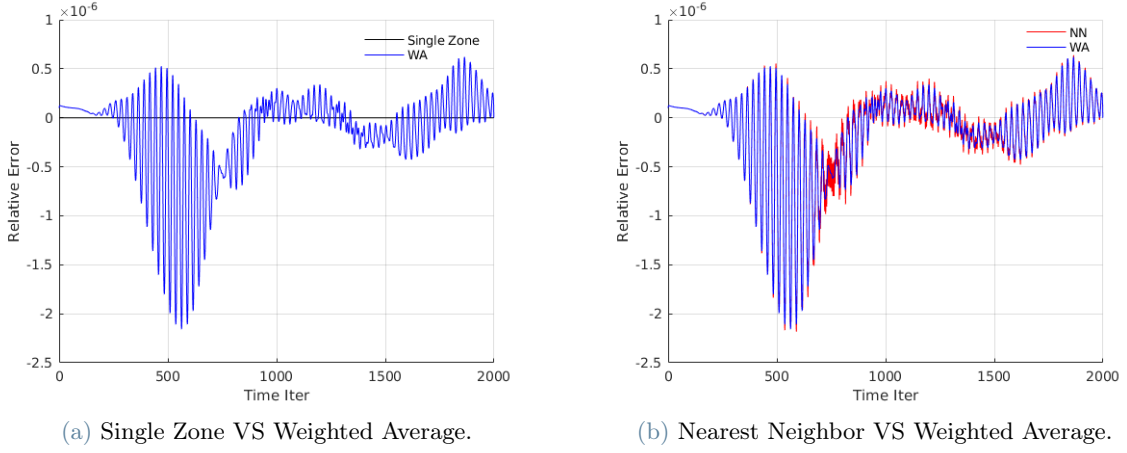 ×10⁻⁶
1
0.5
0
-0.5
-1
-1.5
-2
-2.5
Relative Error
Single Zone
WA
0 500 1000 1500 2000
Time Iter
(a) Single Zone VS Weighted Average.
×10⁻⁶
1
0.5
0
-0.5
-1
-1.5
-2
-2.5
Relative Error
NN
WA
0 500 1000 1500 2000
Time Iter
(b) Nearest Neighbor VS Weighted Average.